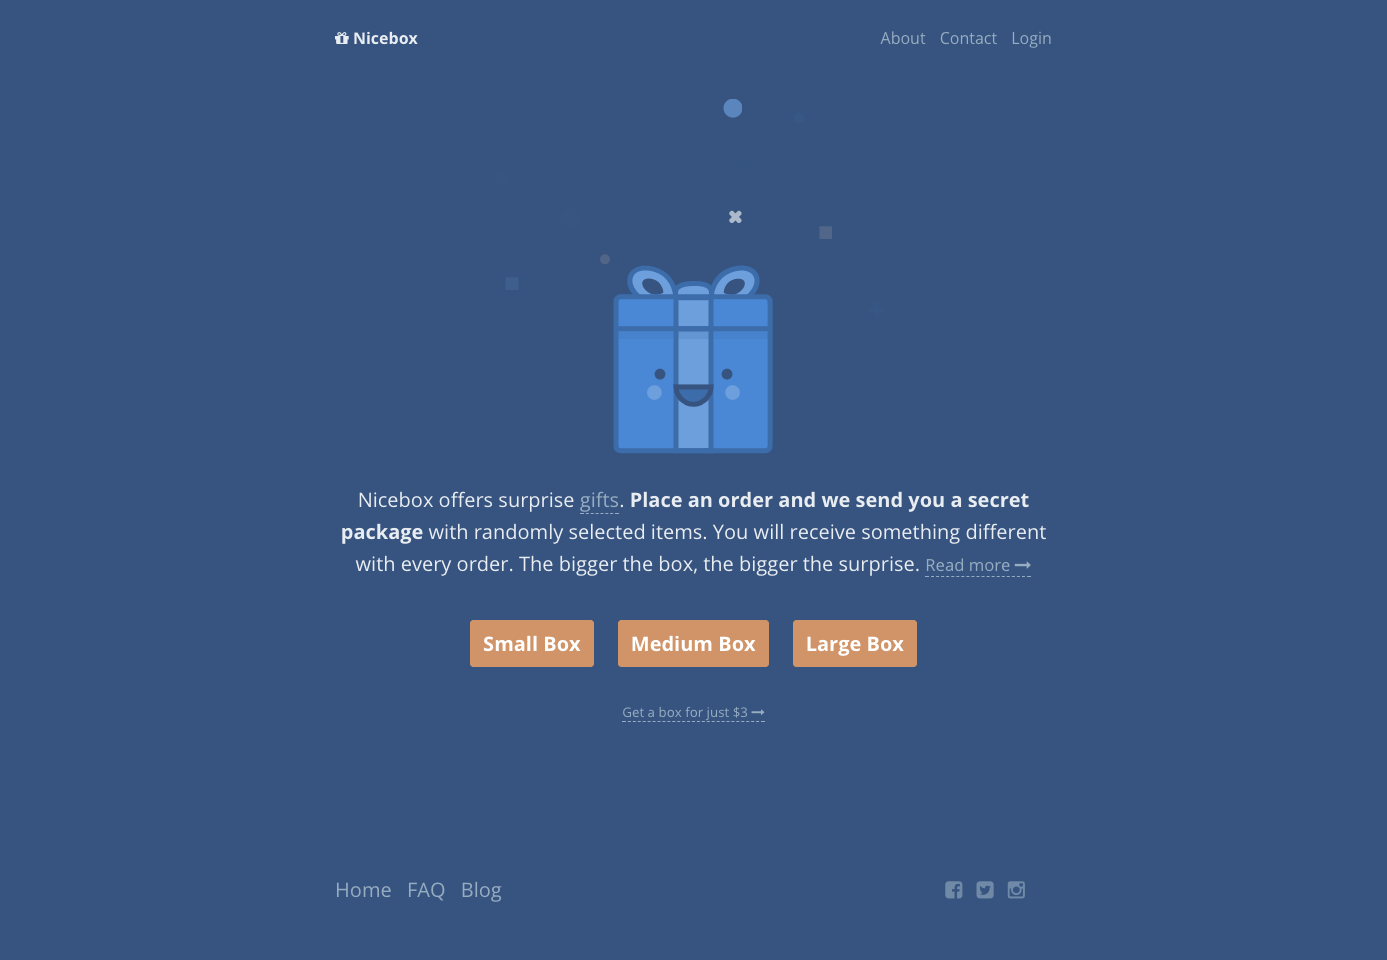 Nicebox
About Contact Login
Nicebox offers surprise gifts. Place an order and we send you a secret
package with randomly selected items. You will receive something different
with every order. The bigger the box, the bigger the surprise. Read more
Small Box
Medium Box
Large Box
Get a box for just $3
Home FAQ Blog